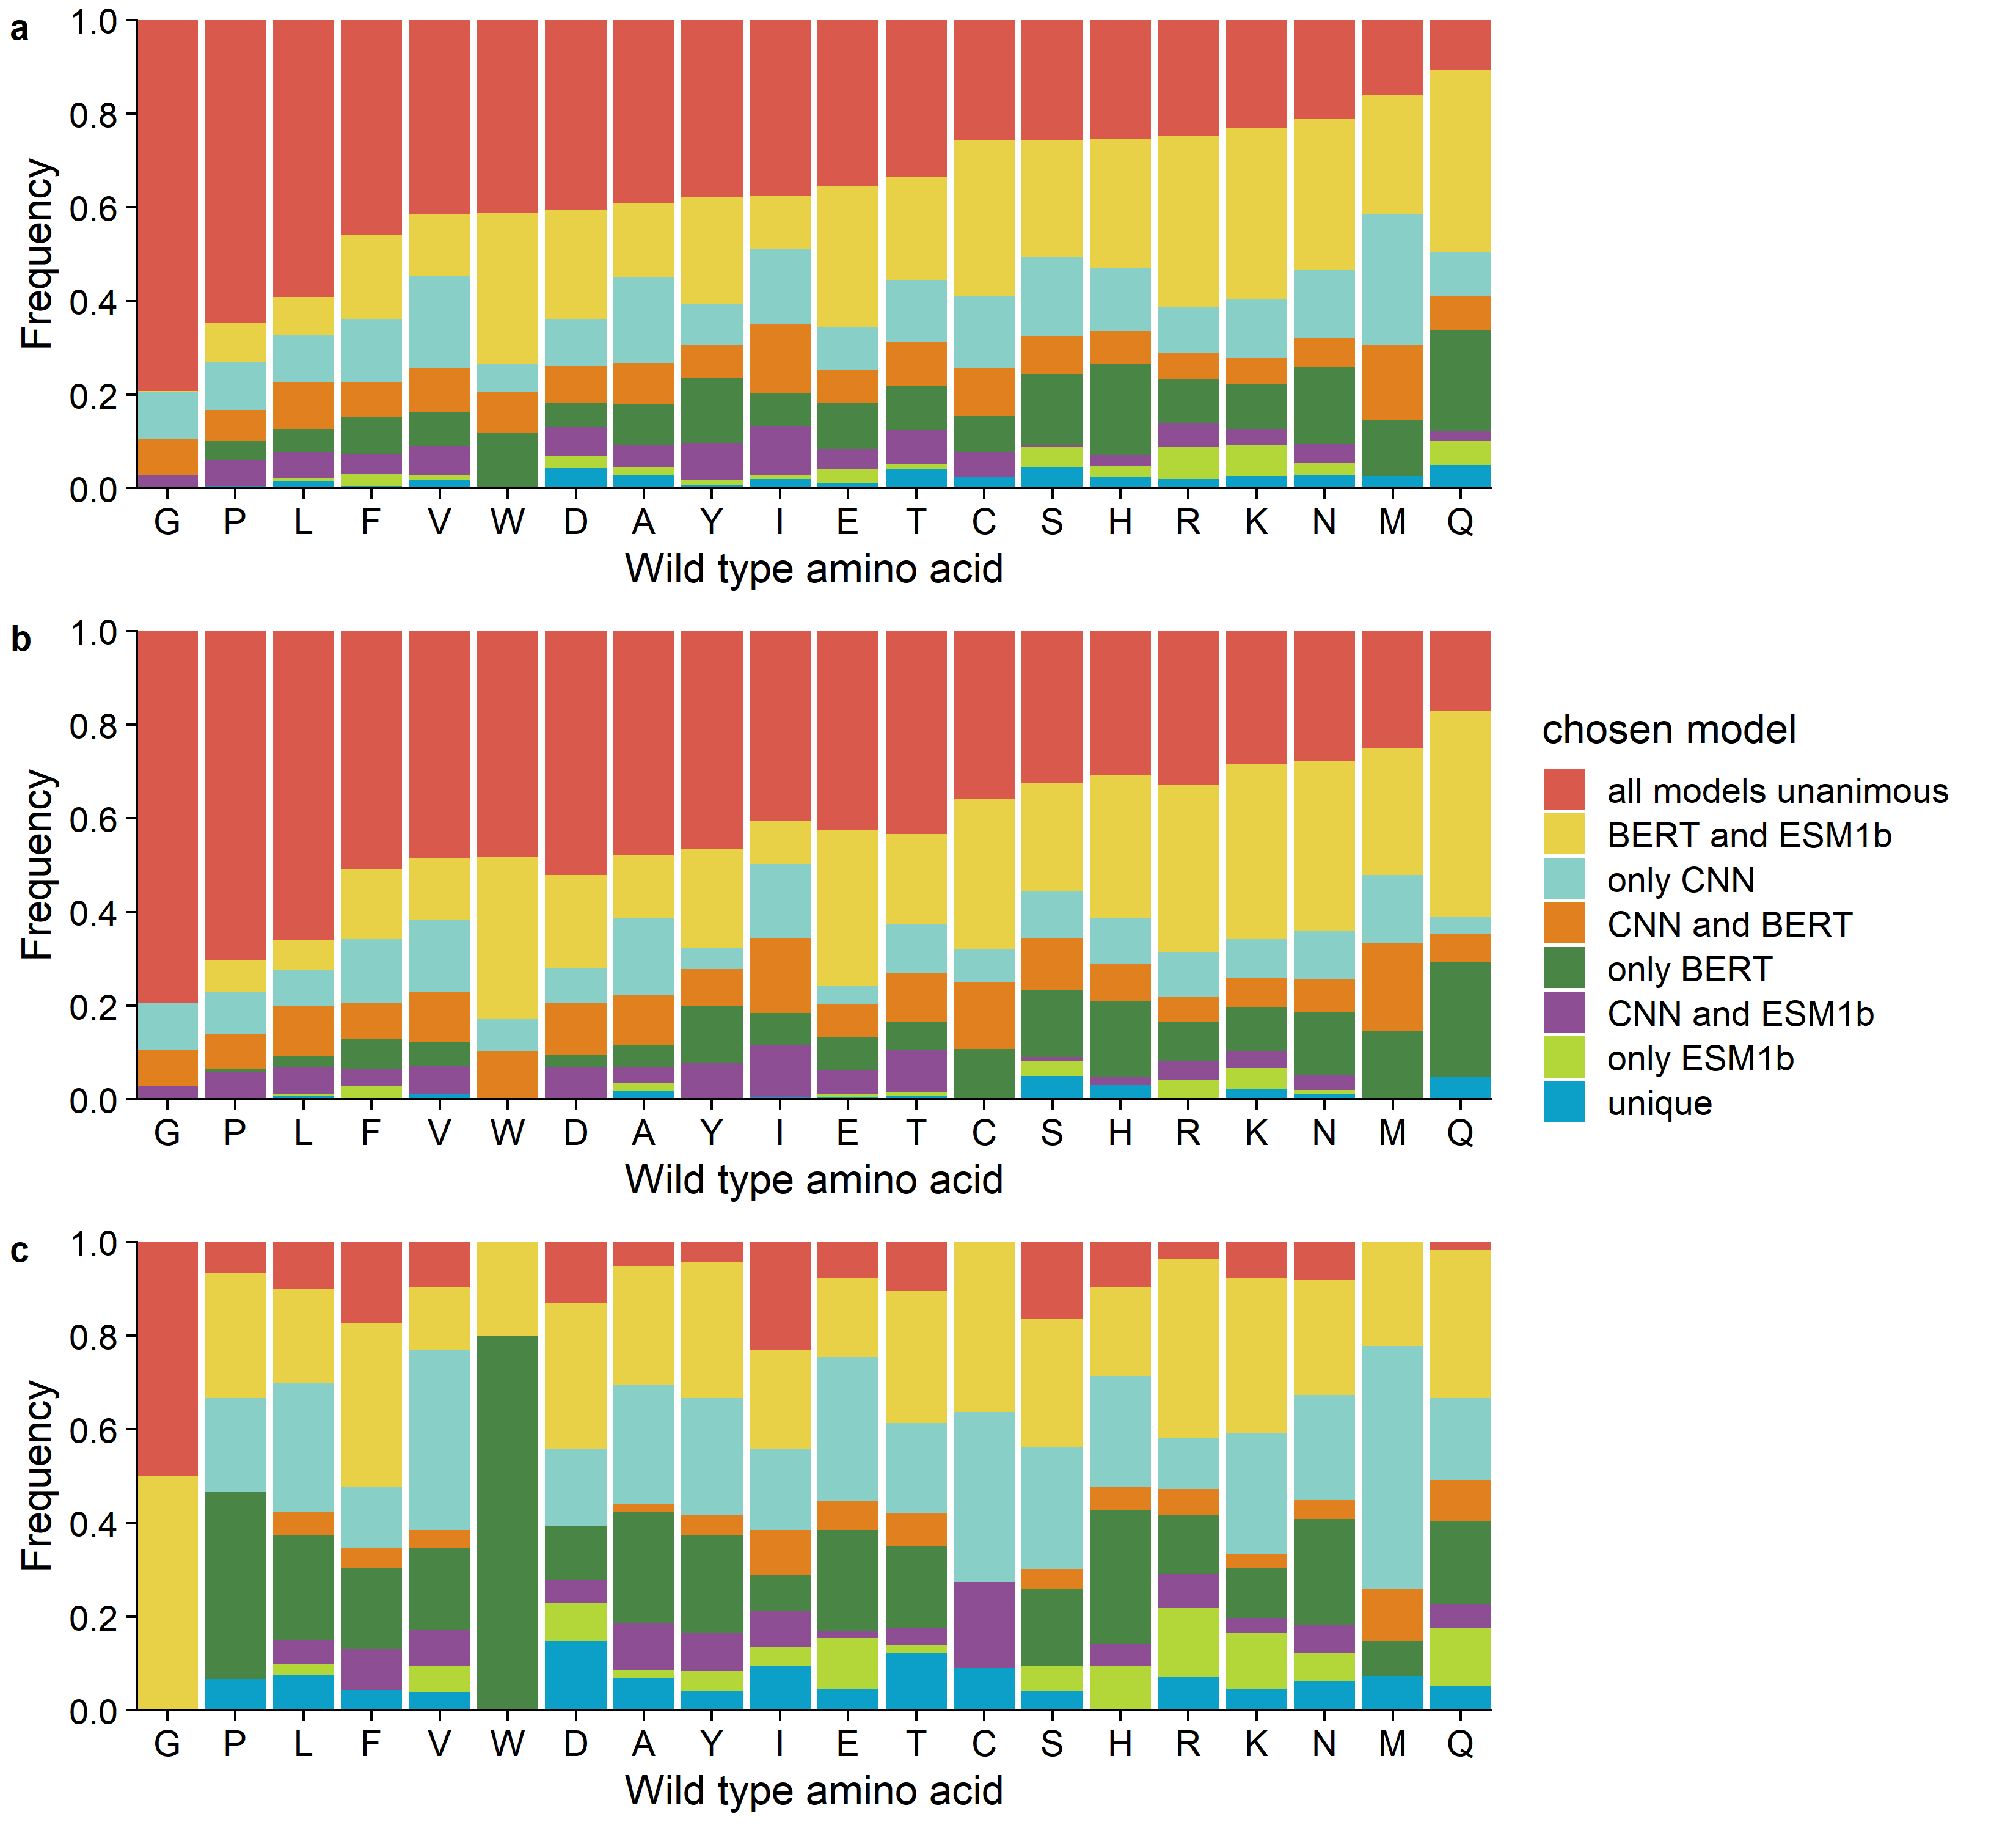 a
1.0
0.8
0.6
0.4
0.2
0.0
Frequency
G P L F V W D A Y I E T C S H R K N M Q
Wild type amino acid
b
1.0
0.8
0.6
0.4
0.2
0.0
Frequency
G P L F V W D A Y I E T C S H R K N M Q
Wild type amino acid
chosen model
all models unanimous
BERT and ESM1b
only CNN
CNN and BERT
only BERT
CNN and ESM1b
only ESM1b
unique
c
1.0
0.8
0.6
0.4
0.2
0.0
Frequency
G P L F V W D A Y I E T C S H R K N M Q
Wild type amino acid